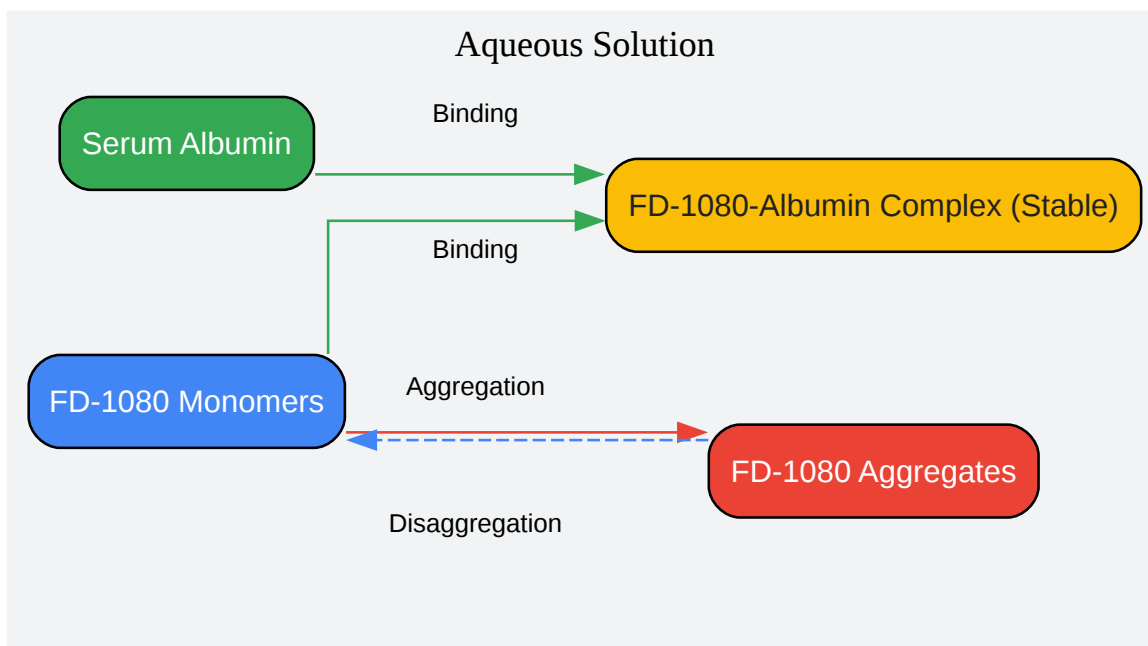 Aqueous Solution
Binding
Serum Albumin
FD-1080-Albumin Complex (Stable)
Binding
Aggregation
FD-1080 Monomers
FD-1080 Aggregates
Disaggregation